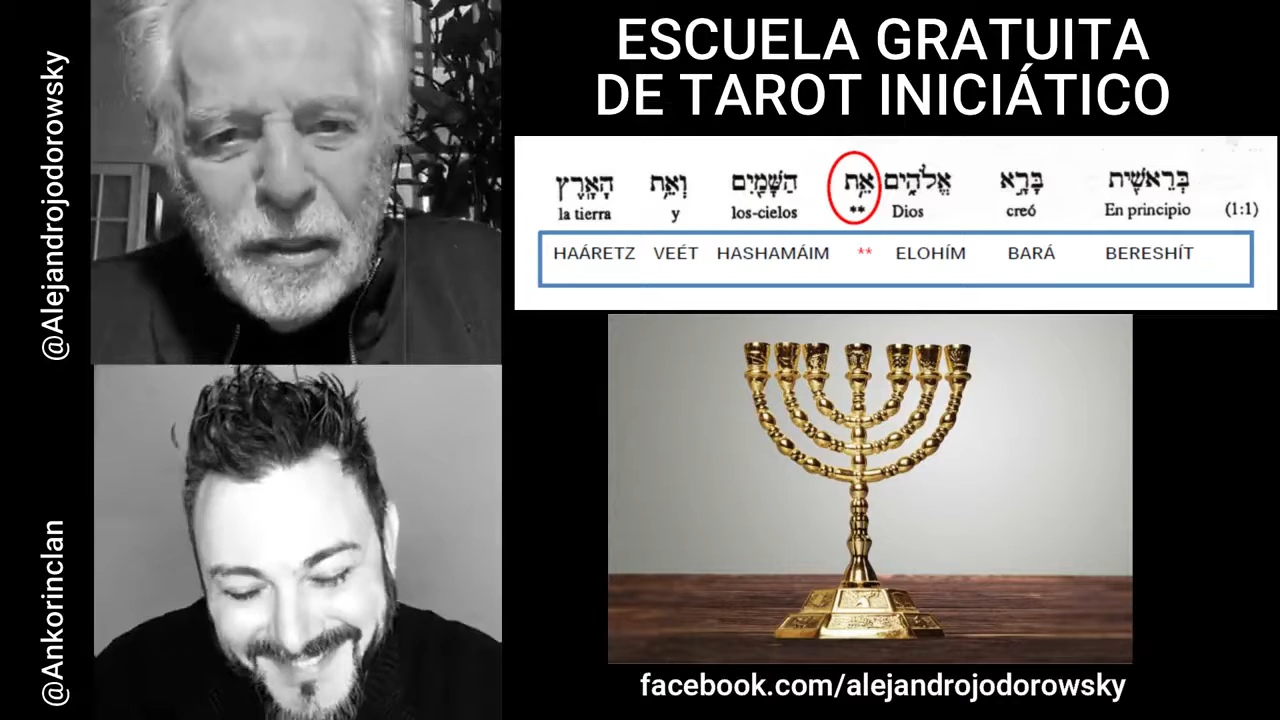 @Alejandrojodorowsky
@Ankorinclan
ESCUELA GRATUITA
DE TAROT INICIÁTICO
בְּרֵאשִׁ֖ית בָּרָ֣א אֱלֹהִ֑ים אֵ֥ת הַשָּׁמַ֖יִם וְאֵ֥ת הָאָֽרֶץ
la tierra y los-cielos ** Dios creó En principio (1:1)
HAÁRETZ VEÉT HASHAMÁIM ** ELOHÍM BARÁ BERESHÍT
facebook.com/alejandrojodorowsky